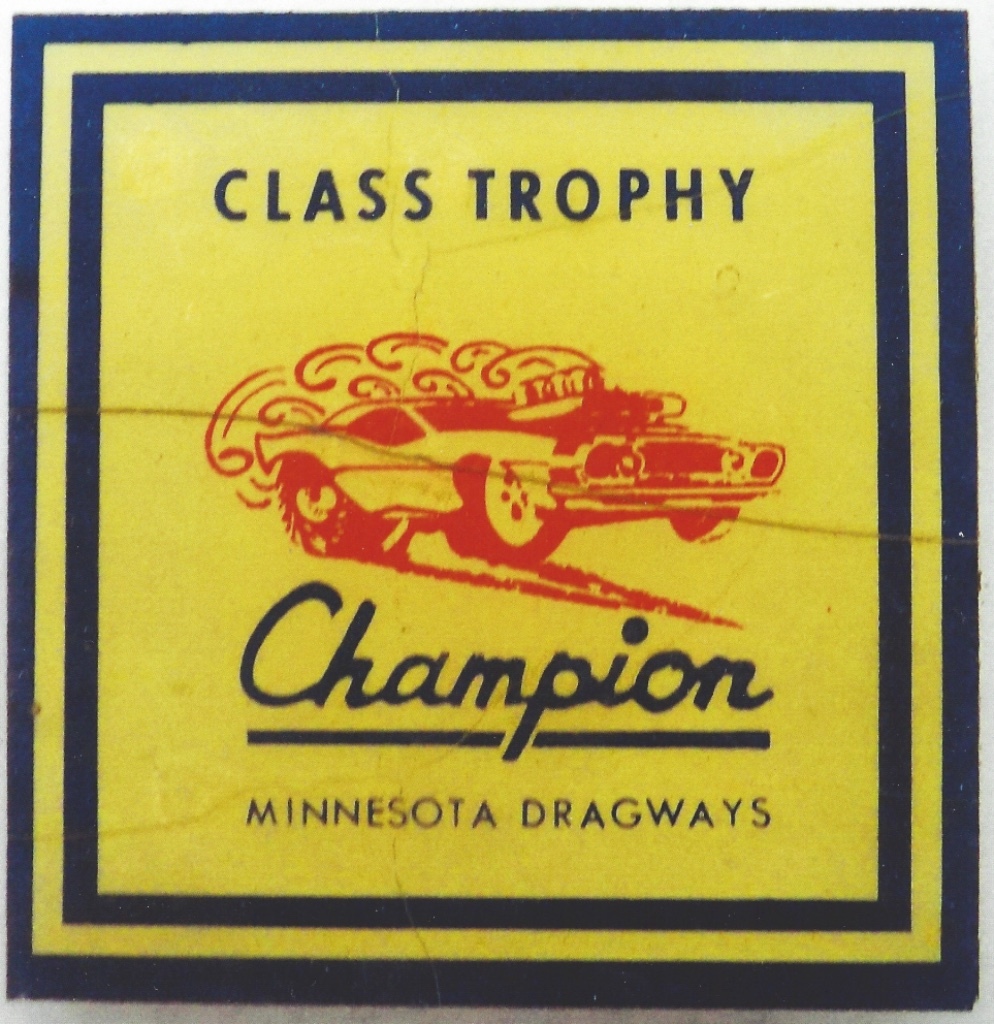 CLASS TROPHY
Champion
MINNESOTA DRAGWAYS